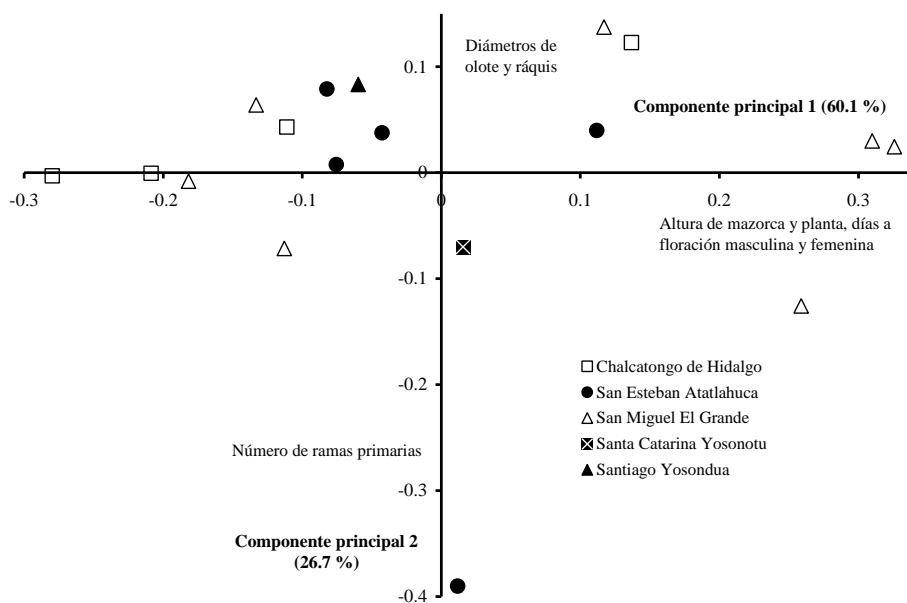 Diámetros de
olote y ráquis
0.1
Componente principal 1 (60.1 %)
0
-0.3
-0.2
-0.1
0
0.1
0.2
0.3
Altura de mazorca y planta, días a
floración masculina y femenina
-0.1
-0.2
Chalcatongo de Hidalgo
San Esteban Atatlahuca
San Miguel El Grande
Santa Catarina Yosonotu
Santiago Yosondua
Número de ramas primarias
-0.3
Componente principal 2
(26.7 %)
-0.4